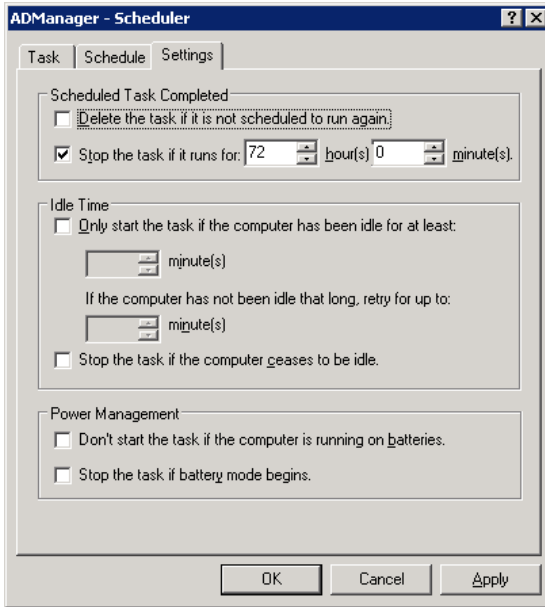 ADManager - Scheduler
Task Schedule Settings
Scheduled Task Completed
Delete the task if it is not scheduled to run again.
Stop the task if it runs for: 72 hour(s) 0 minute(s).
Idle Time
Only start the task if the computer has been idle for at least:
minute(s)
If the computer has not been idle that long, retry for up to:
minute(s)
Stop the task if the computer ceases to be idle.
Power Management
Don't start the task if the computer is running on batteries.
Stop the task if battery mode begins.
OK Cancel Apply